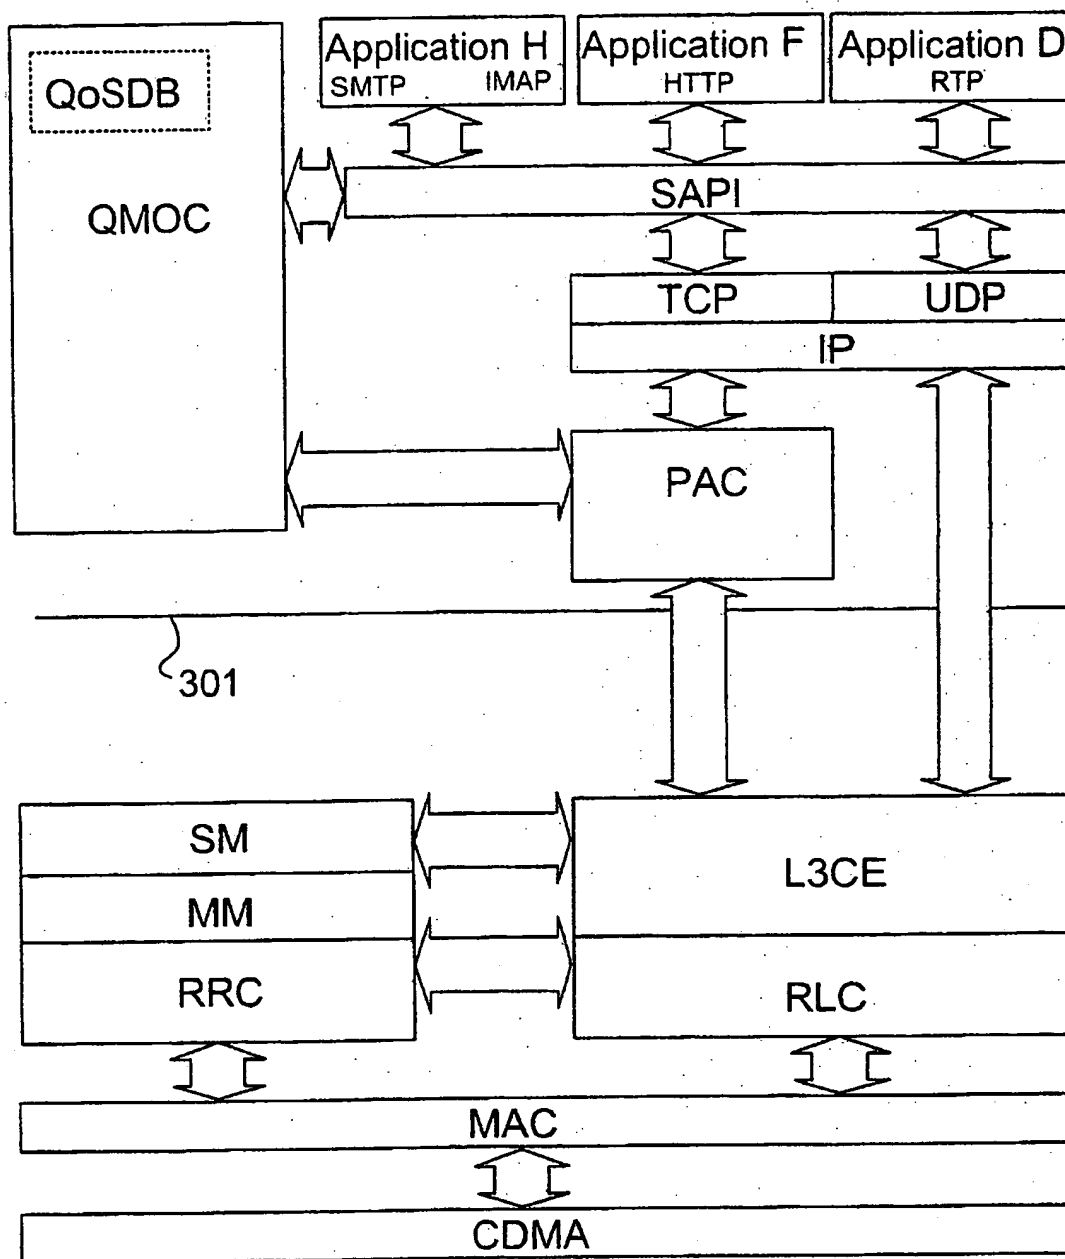 QoSDB
QMOC
Application H
SMTP IMAP
Application F
HTTP
Application D
RTP
SAPI
TCP
UDP
IP
PAC
301
SM
MM
RRC
L3CE
RLC
MAC
CDMA